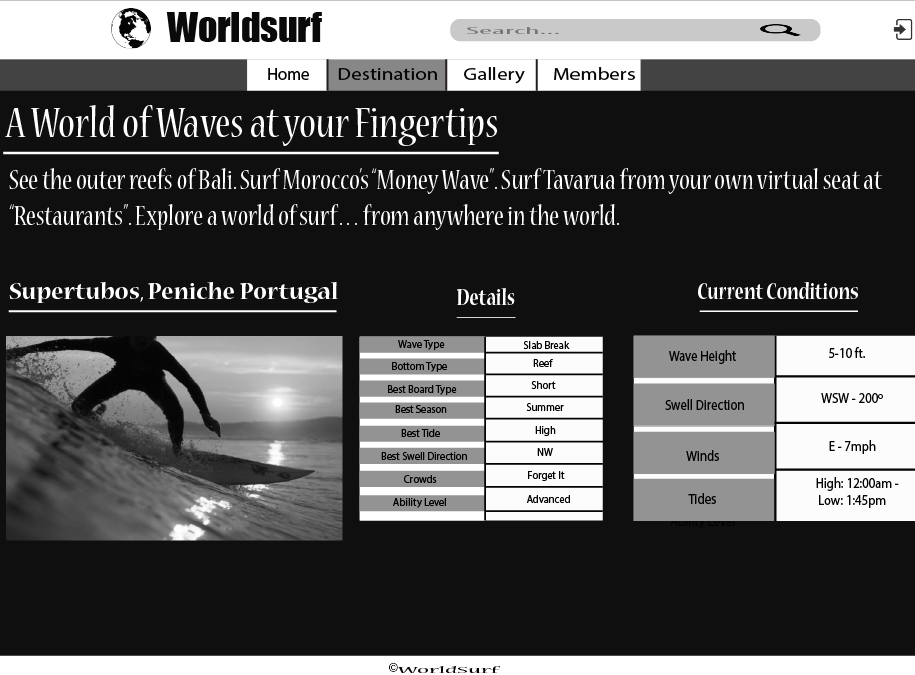 Worldsurf
Search...
Home
Destination
Gallery
Members
A World of Waves at your Fingertips
See the outer reefs of Bali. Surf Morocco's “Money Wave”. Surf Tavarua from your own virtual seat at
“Restaurants”. Explore a world of surf... from anywhere in the world.
Supertubos, Peniche Portugal
Details
Wave Type
Slab Break
Bottom Type
Reef
Best Board Type
Short
Best Season
Summer
Best Tide
High
Best Swell Direction
NW
Crowds
Forget It
Ability Level
Advanced
Current Conditions
Wave Height
5-10 ft.
Swell Direction
WSW - 200º
Winds
E - 7mph
Tides
High: 12:00am -
Low: 1:45pm
Ability Level
©Worldsurf